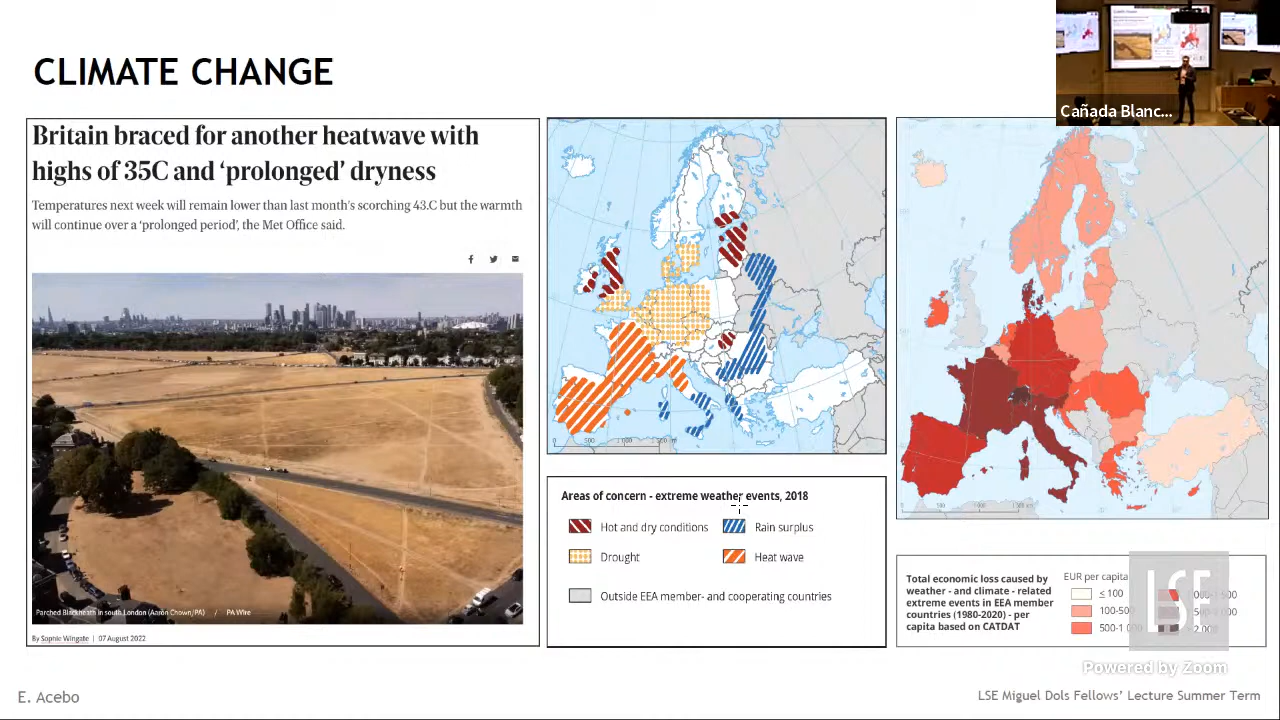 CLIMATE CHANGE
Cañada Blanc...
Britain braced for another heatwave with
highs of 35C and ‘prolonged’ dryness
Temperatures next week will remain lower than last month's scorching 43.C but the warmth
will continue over a ‘prolonged period’, the Met Office said.
Parched Blackheath in south London (Aaron Chown/PA) / PA Wire
By Sophie Wingate | 07 August 2022
Areas of concern - extreme weather events, 2018
Hot and dry conditions
Rain surplus
Drought
Heat wave
Outside EEA member- and cooperating countries
Total economic loss caused by
weather - and climate - related
extreme events in EEA member
countries (1980-2020) - per
capita based on CATDAT
EUR per capita
≤ 100
100-500
500-1 000
LSE
Powered by Zoom
E. Acebo
LSE Miguel Dols Fellows’ Lecture Summer Term